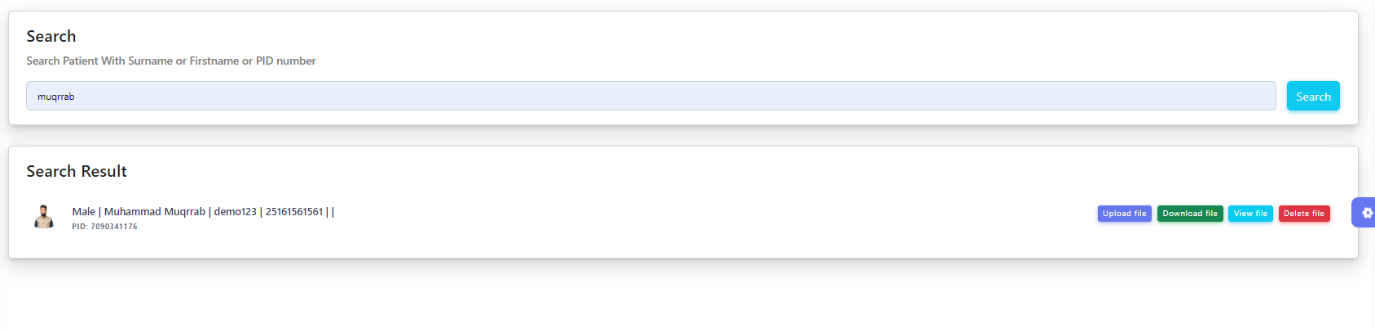 Search
Search Patient With Surname or Firstname or PID number
muqrrab
Search
Search Result
Male | Muhammad Muqrrab | demo123 | 25161561561 | |
PID: 7090341176
Upload file
Download file
View file
Delete file